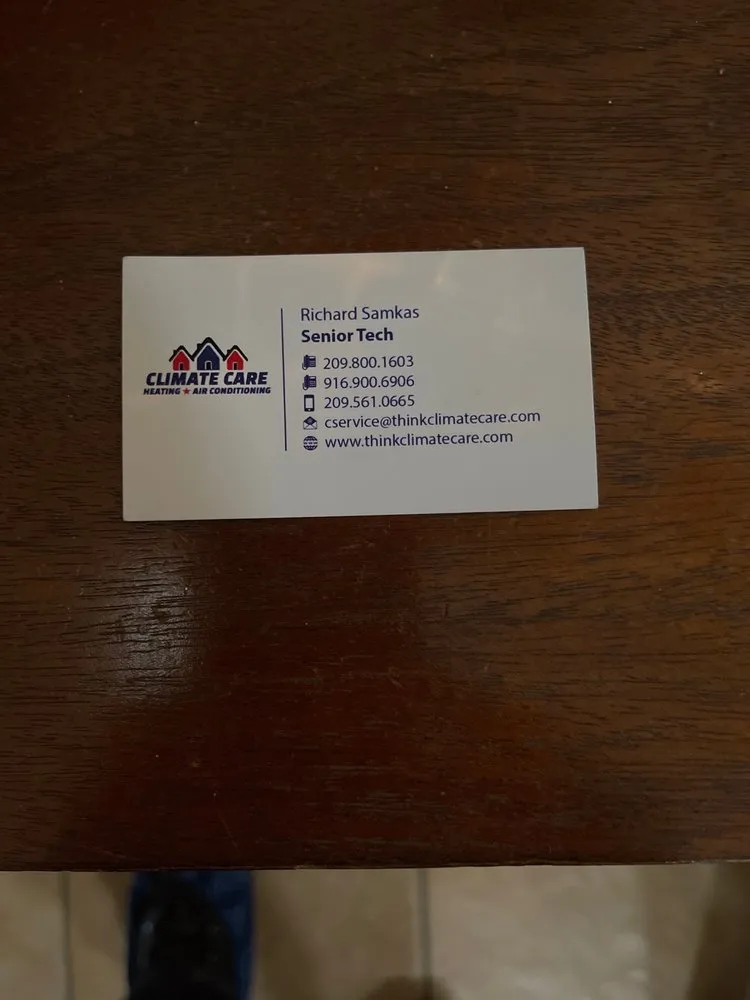 CLIMATE CARE
HEATING ★ AIR CONDITIONING
Richard Samkas
Senior Tech
209.800.1603
916.900.6906
209.561.0665
cservice@thinkclimatecare.com
www.thinkclimatecare.com